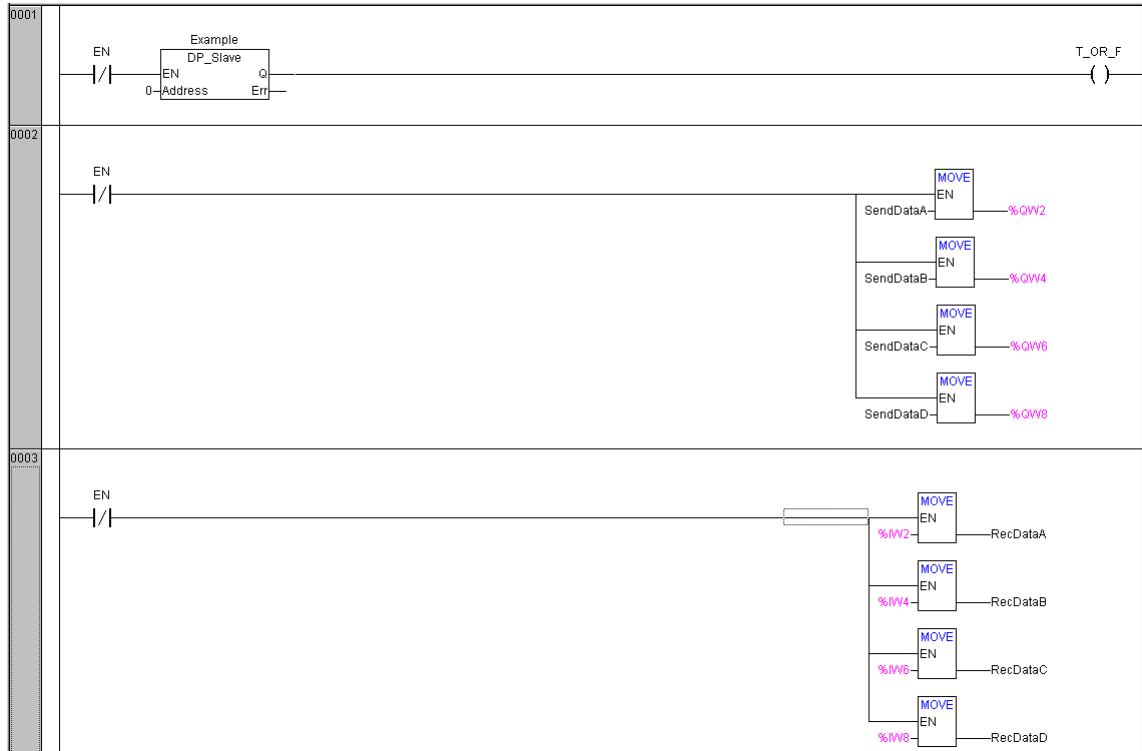 0001
Example
EN
DP_Slave
T_OR_F
EN
Q
0
Address
Err
0002
EN
MOVE
EN
SendDataA
%QW2
MOVE
EN
SendDataB
%QW4
MOVE
EN
SendDataC
%QW6
MOVE
EN
SendDataD
%QW8
0003
EN
MOVE
EN
%IW2
RecDataA
MOVE
EN
%IW4
RecDataB
MOVE
EN
%IW6
RecDataC
MOVE
EN
%IW8
RecDataD